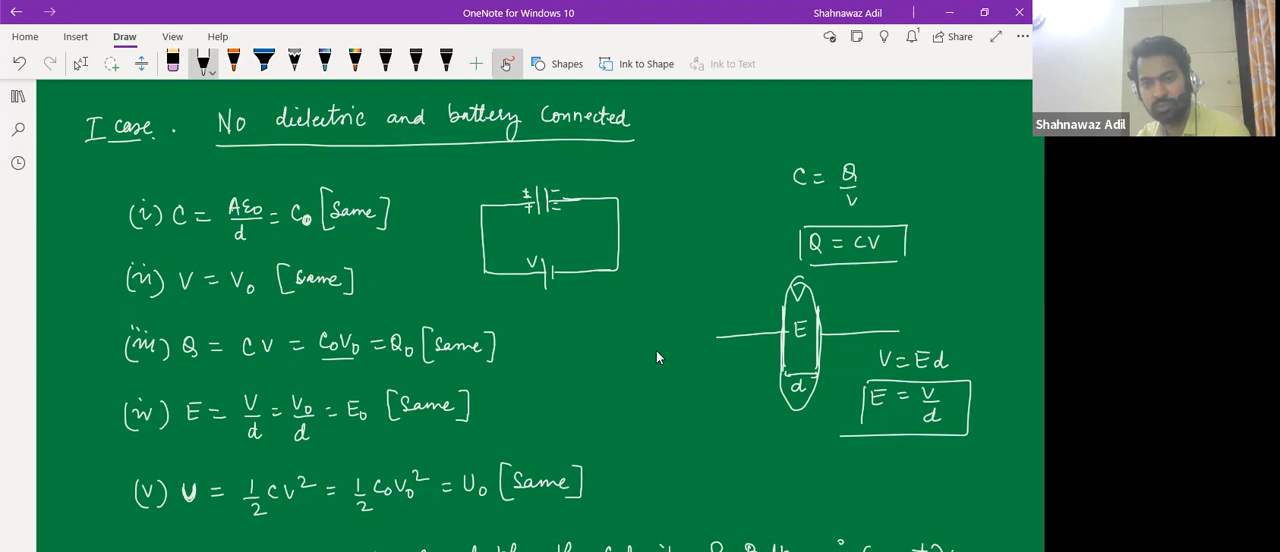 OneNote for Windows 10
Shahnawaz Adil
Home Insert Draw View Help
Share
Shapes Ink to Shape Ink to Text
Shahnawaz Adil
I case. No dielectric and battery connected
(i) C = Aε₀/d = C₀ [Same]
(ii) V = V₀ [Same]
(iii) Q = CV = C₀V₀ = Q₀ [Same]
(iv) E = V/d = V₀/d = E₀ [Same]
(v) U = 1/2 CV² = 1/2 C₀V₀² = U₀ [Same]
+ -
+ =
V
C = Q/V
Q = CV
V
E
d
V = Ed
E = V/d